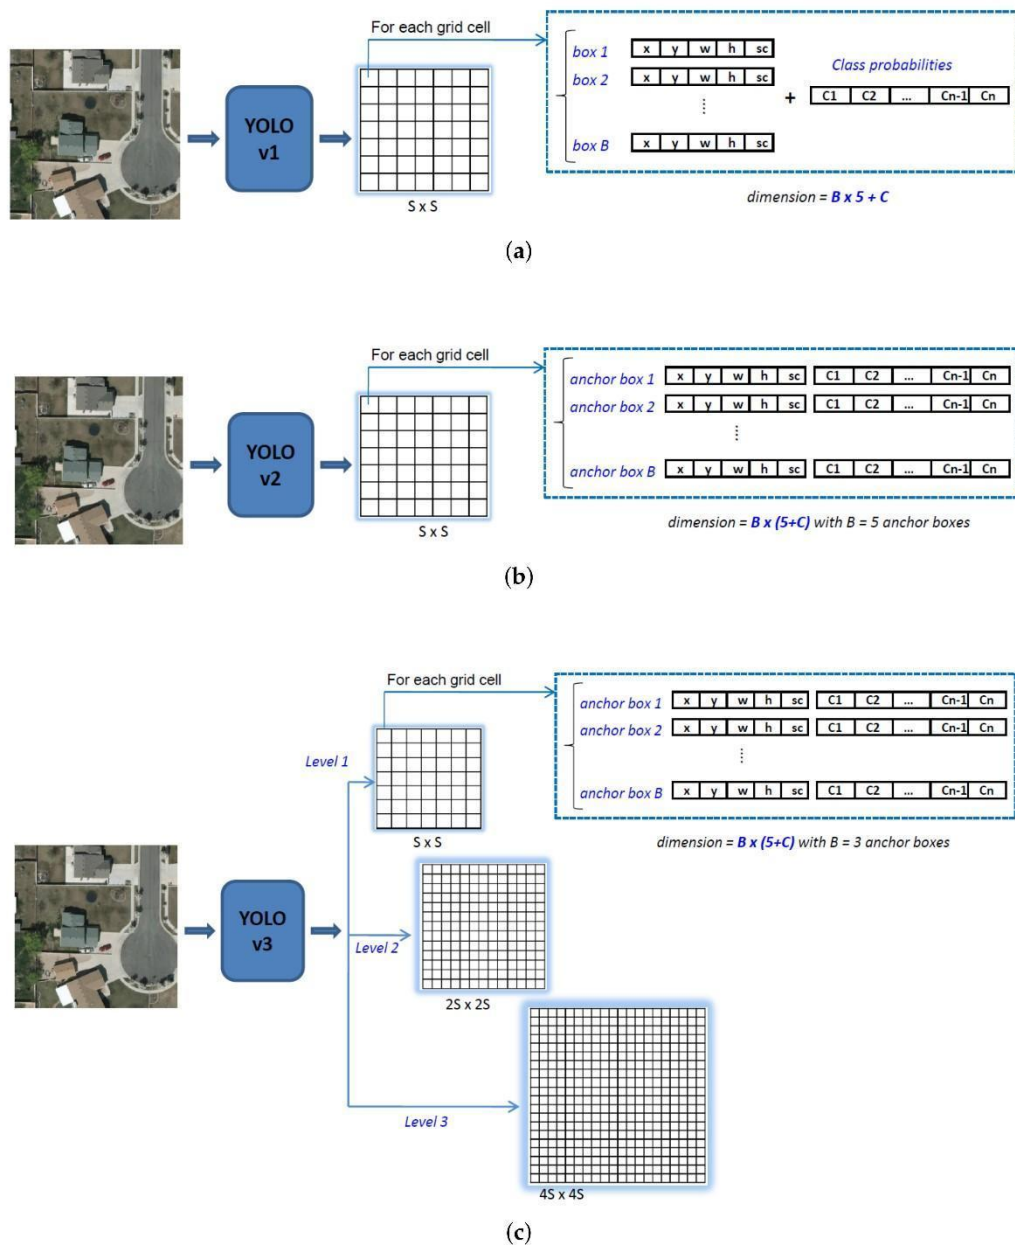 For each grid cell
box 1 x y w h sc
box 2 x y w h sc
Class probabilities
+ C1 C2 ... Cn-1 Cn
box B x y w h sc
YOLO
v1
S x S
dimension = B x 5 + C
(a)
For each grid cell
anchor box 1 x y w h sc C1 C2 ... Cn-1 Cn
anchor box 2 x y w h sc C1 C2 ... Cn-1 Cn
anchor box B x y w h sc C1 C2 ... Cn-1 Cn
YOLO
v2
S x S
dimension = B x (5+C) with B = 5 anchor boxes
(b)
For each grid cell
anchor box 1 x y w h sc C1 C2 ... Cn-1 Cn
anchor box 2 x y w h sc C1 C2 ... Cn-1 Cn
anchor box B x y w h sc C1 C2 ... Cn-1 Cn
Level 1
S x S
dimension = B x (5+C) with B = 3 anchor boxes
YOLO
v3
Level 2
2S x 2S
Level 3
4S x 4S
(c)